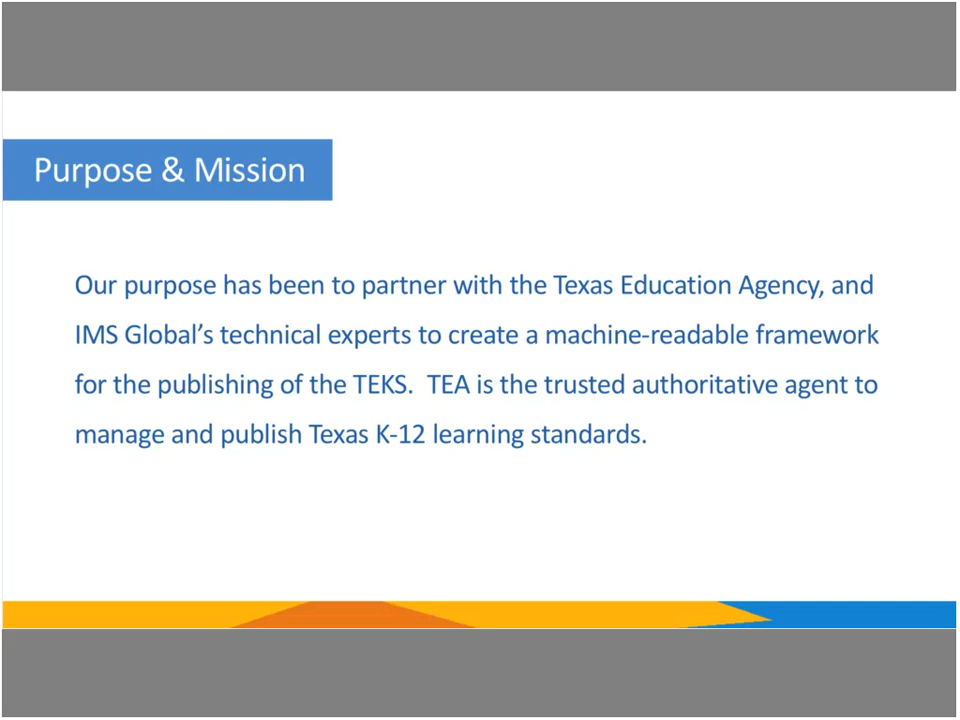 Purpose & Mission
Our purpose has been to partner with the Texas Education Agency, and
IMS Global’s technical experts to create a machine-readable framework
for the publishing of the TEKS.  TEA is the trusted authoritative agent to
manage and publish Texas K-12 learning standards.